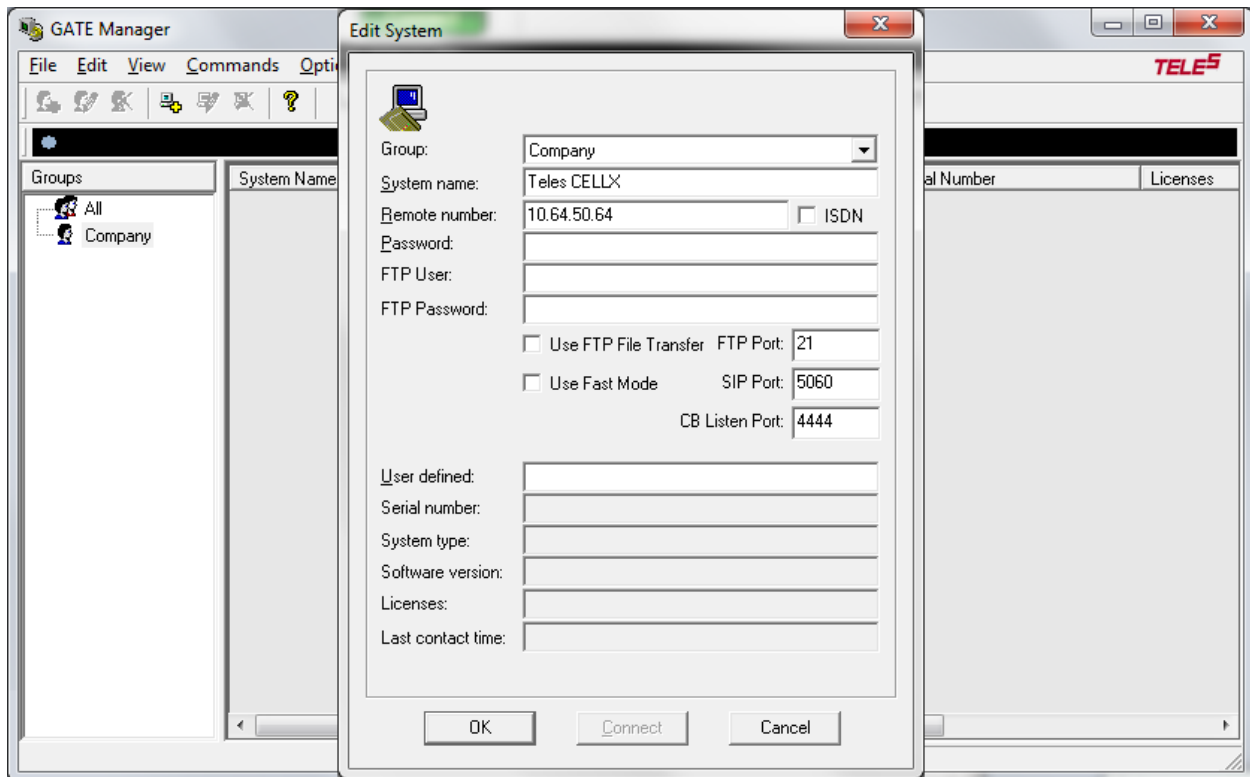 GATE Manager
Edit System
File Edit View Commands Opti
TELES
Groups
System Name
al Number
Licenses
All
Company
Group: Company
System name: Teles CELLX
Remote number: 10.64.50.64 ISDN
Password:
FTP User:
FTP Password:
Use FTP File Transfer FTP Port: 21
Use Fast Mode SIP Port: 5060
CB Listen Port: 4444
User defined:
Serial number:
System type:
Software version:
Licenses:
Last contact time:
OK Connect Cancel